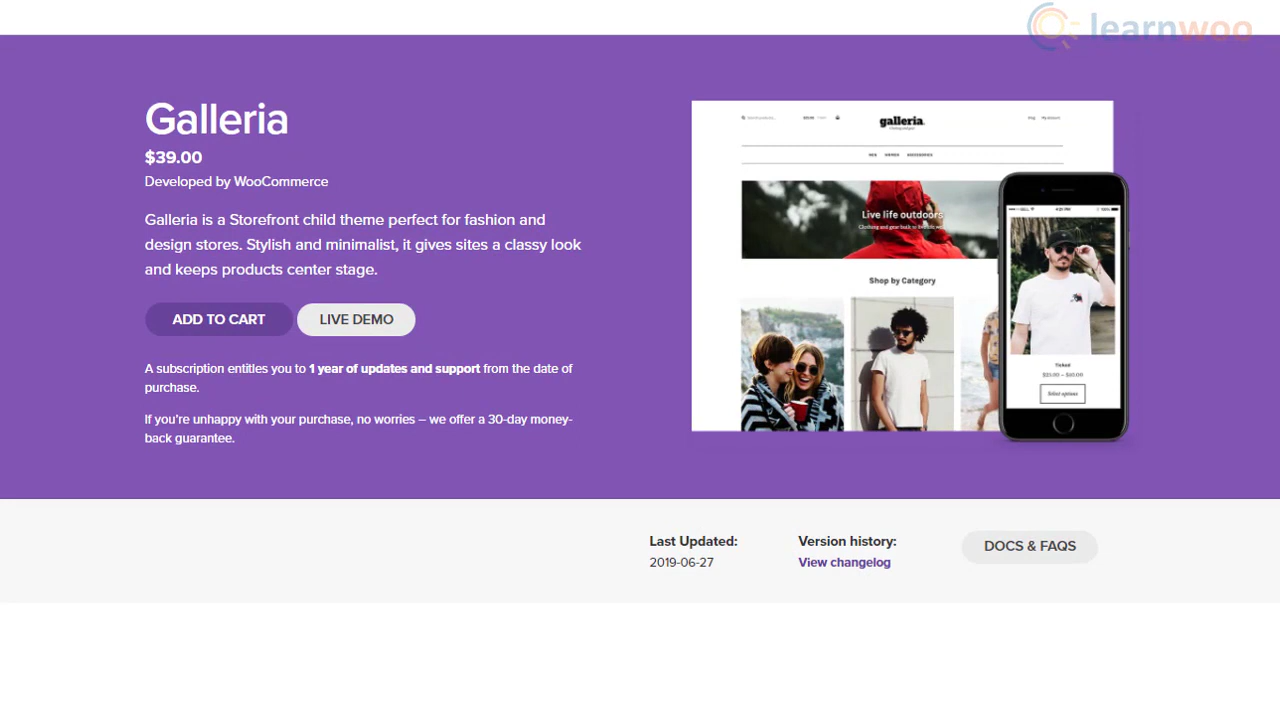 learnwoo
Galleria
$39.00
Developed by WooCommerce
Galleria is a Storefront child theme perfect for fashion and
design stores. Stylish and minimalist, it gives sites a classy look
and keeps products center stage.
ADD TO CART
LIVE DEMO
A subscription entitles you to 1 year of updates and support from the date of
purchase.
If you're unhappy with your purchase, no worries – we offer a 30-day money-
back guarantee.
galleria.
Live life outdoors
Shop by Category
Ticked
Select options
Last Updated:
2019-06-27
Version history:
View changelog
DOCS & FAQS